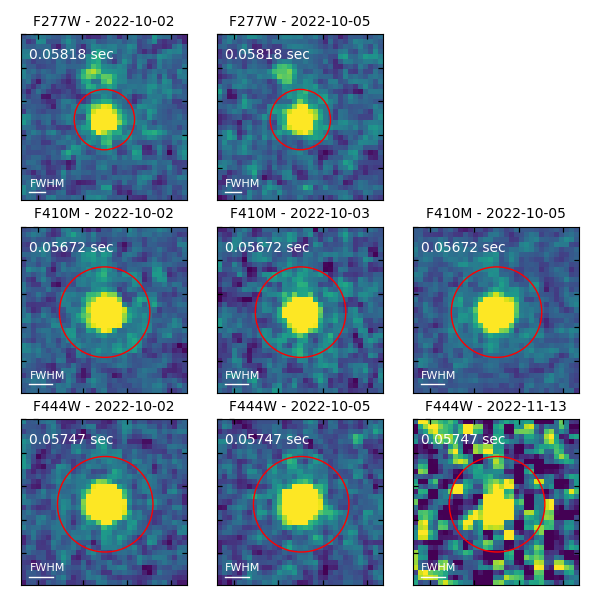 F277W - 2022-10-02
0.05818 sec
FWHM
F277W - 2022-10-05
0.05818 sec
FWHM
F410M - 2022-10-02
0.05672 sec
FWHM
F410M - 2022-10-03
0.05672 sec
FWHM
F410M - 2022-10-05
0.05672 sec
FWHM
F444W - 2022-10-02
0.05747 sec
FWHM
F444W - 2022-10-05
0.05747 sec
FWHM
F444W - 2022-11-13
0.05747 sec
FWHM